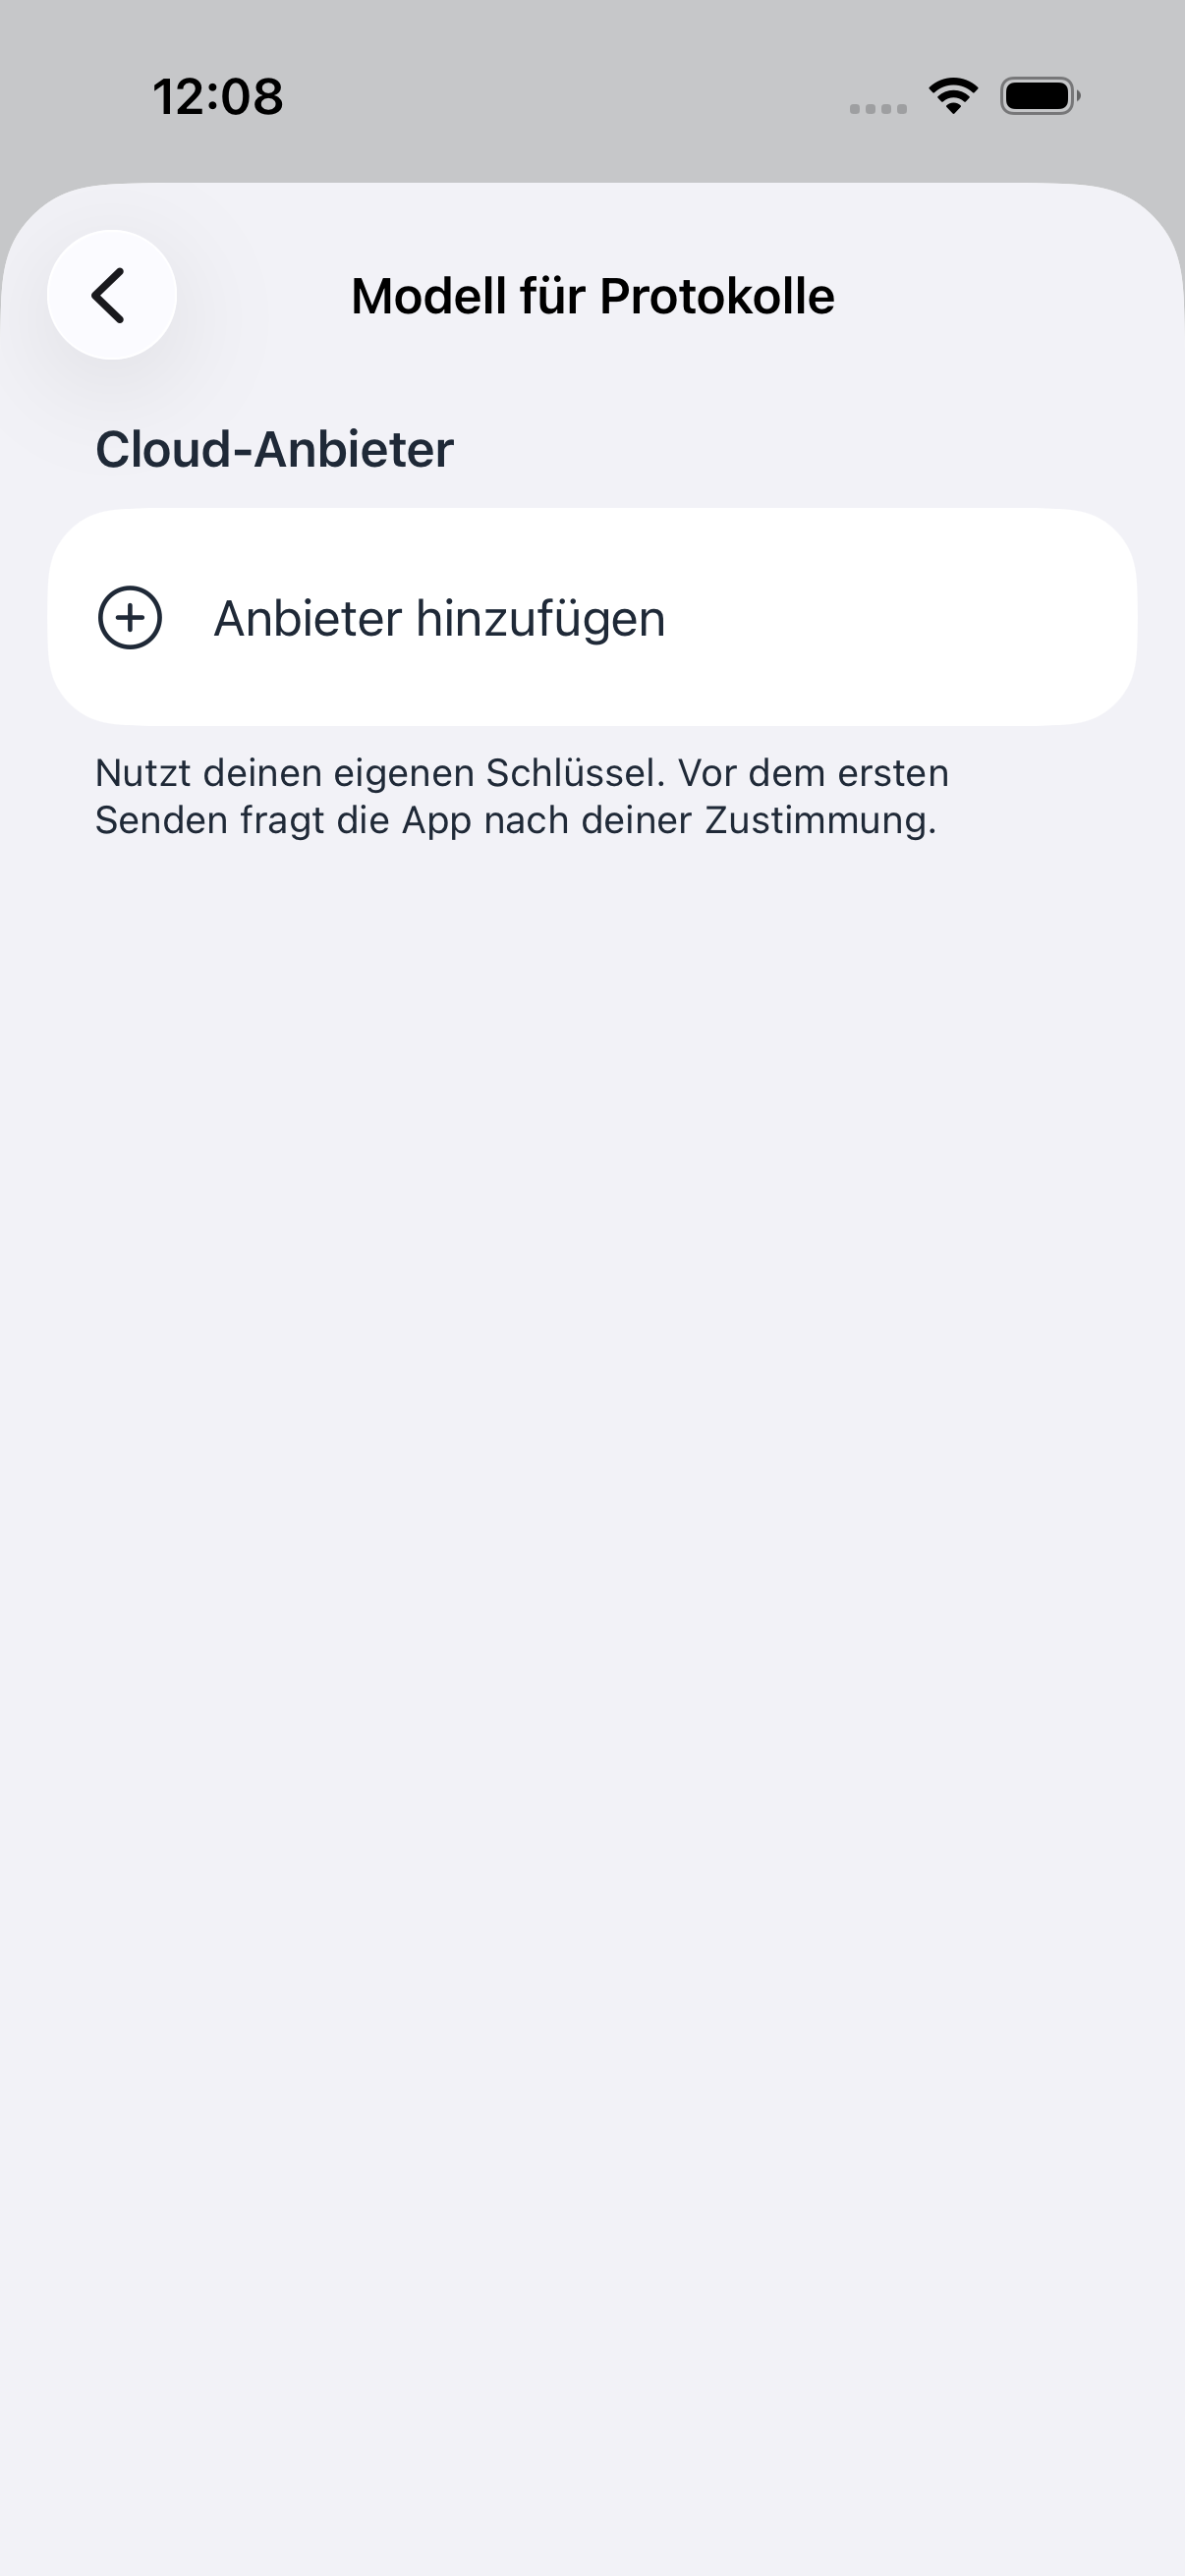 12:08
Modell für Protokolle
Cloud-Anbieter
Anbieter hinzufügen
Nutzt deinen eigenen Schlüssel. Vor dem ersten
Senden fragt die App nach deiner Zustimmung.